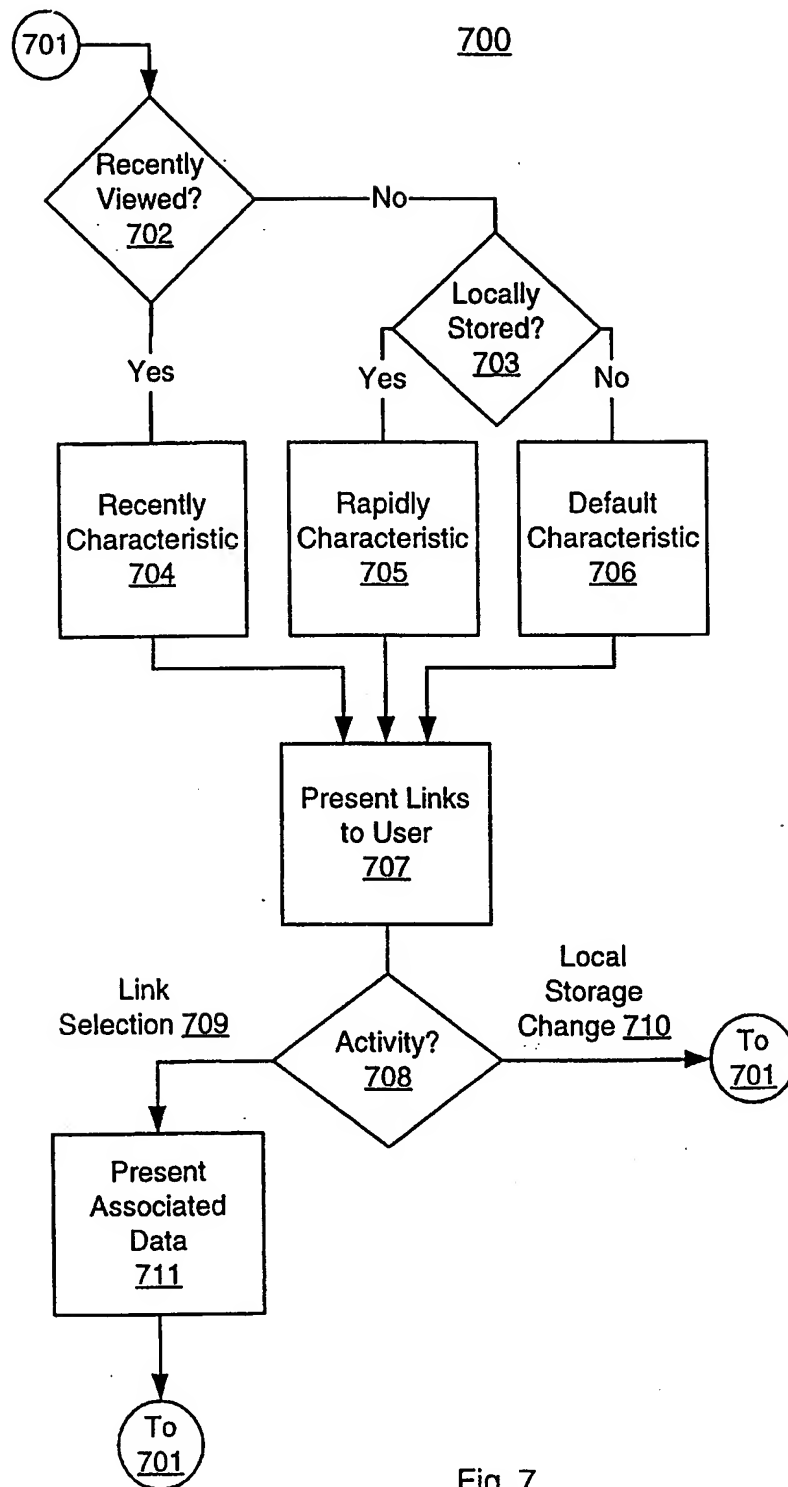 701
700
Recently
Viewed?
702
No
Locally
Stored?
703
Yes
Yes
No
Recently
Characteristic
704
Rapidly
Characteristic
705
Default
Characteristic
706
Present Links
to User
707
Link
Selection 709
Activity?
708
Local
Storage
Change 710
To
701
Present
Associated
Data
711
To
701
Fig. 7